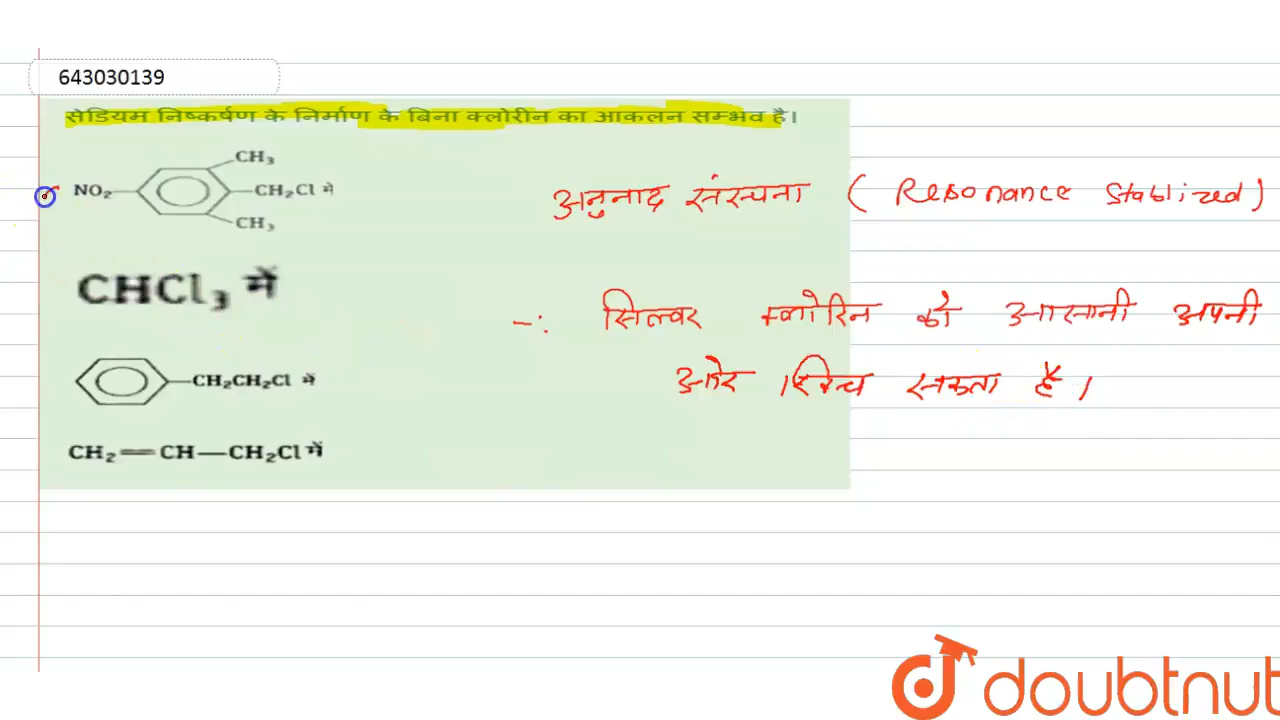 643030139
सेडियम निष्कर्षण के निर्माण के बिना क्लोरीन का आकलन सम्भव है।
CH₃
NO₂ CH₂Cl मे
CH₃
अनुनाद संरचना ( Resonance Stablized)
CHCl₃ में
-: सिल्वर क्लोरिन को आसानी अपनी
ओर खिंच सकता है।
CH₂CH₂Cl में
CH₂=CH—CH₂Cl में
doubtnut